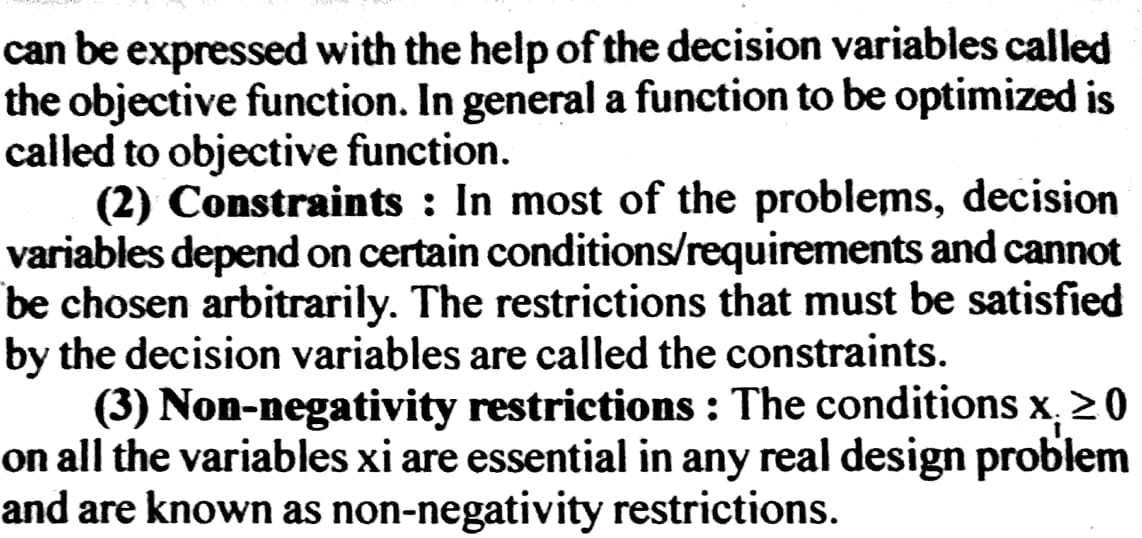 can be expressed with the help of the decision variables called
the objective function. In general a function to be optimized is
called to objective function.
(2) Constraints : In most of the problems, decision
variables depend on certain conditions/requirements and cannot
be chosen arbitrarily. The restrictions that must be satisfied
by the decision variables are called the constraints.
(3) Non-negativity restrictions : The conditions xᵢ ≥ 0
on all the variables xi are essential in any real design problem
and are known as non-negativity restrictions.